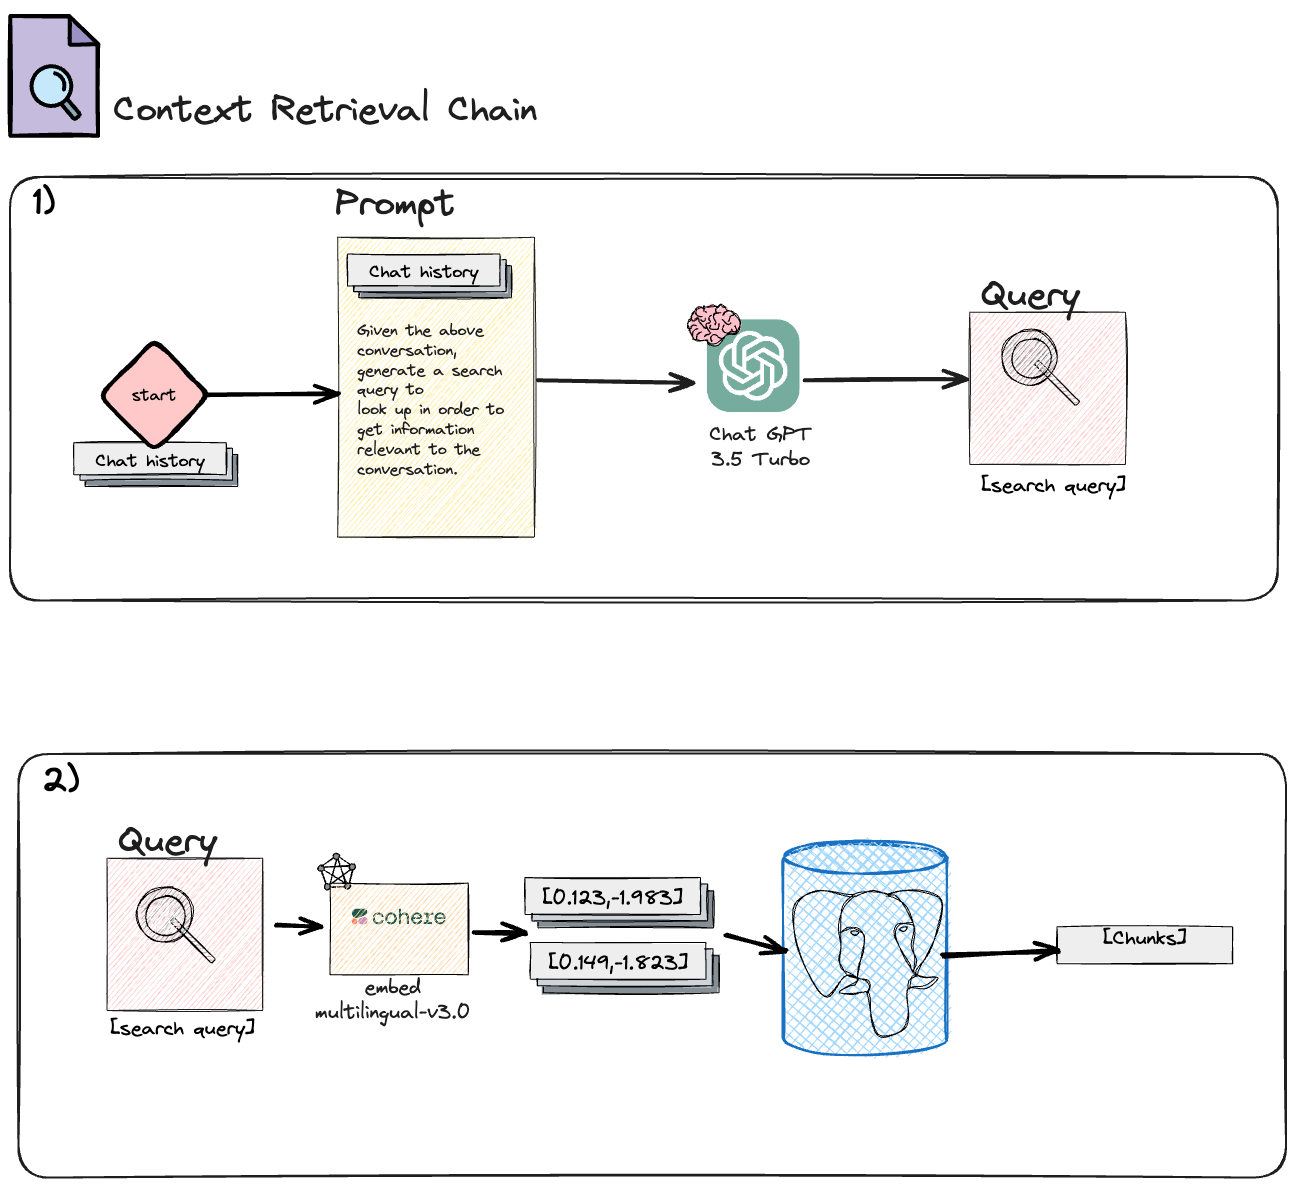 Context Retrieval Chain
1)
Prompt
Chat history
Given the above
conversation,
generate a search
query to
look up in order to
get information
relevant to the
conversation.
start
Chat history
Chat GPT
3.5 Turbo
Query
[search query]
2)
Query
[search query]
cohere
embed
multilingual-v3.0
[0.123,-1.983]
[0.149,-1.823]
[Chunks]